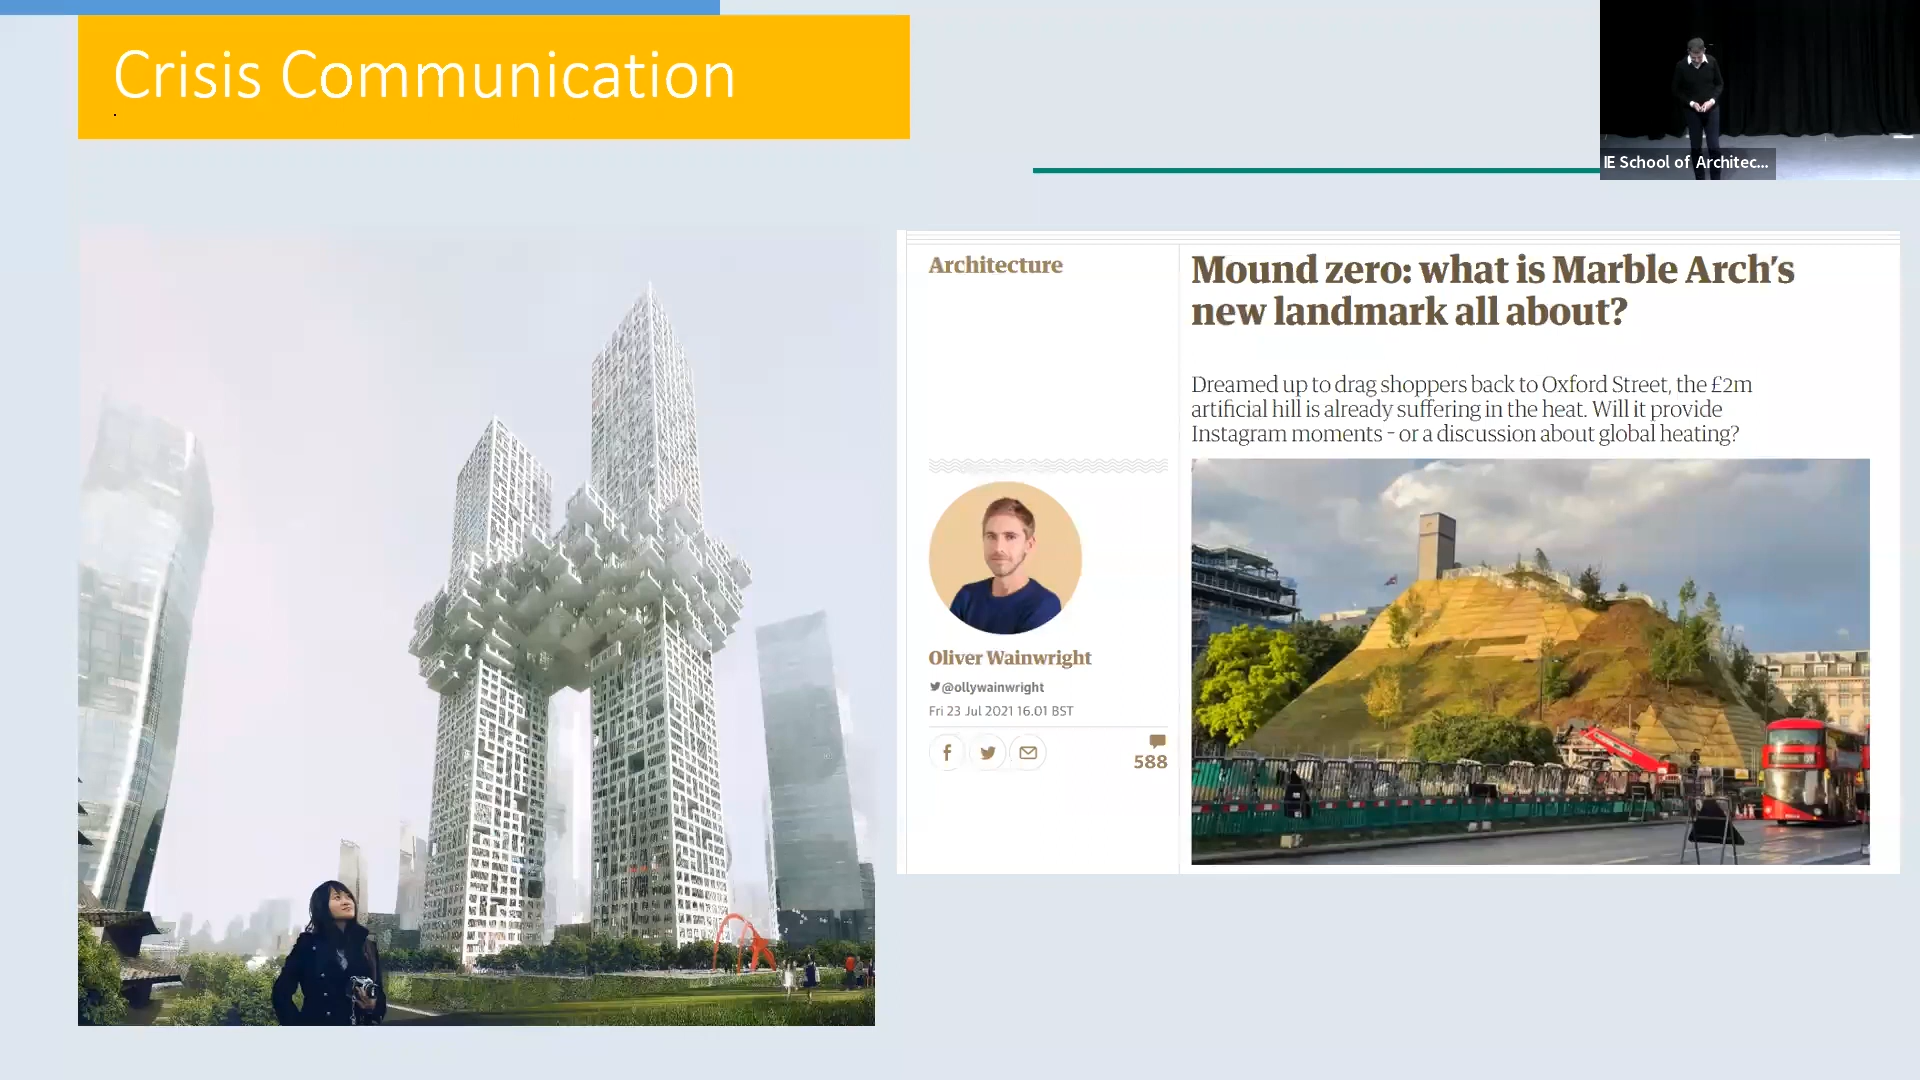 Crisis Communication
.
IE School of Architec...
Architecture
Mound zero: what is Marble Arch's
new landmark all about?
Dreamed up to drag shoppers back to Oxford Street, the £2m
artificial hill is already suffering in the heat. Will it provide
Instagram moments – or a discussion about global heating?
Oliver Wainwright
@ollywainwright
Fri 23 Jul 2021 16.01 BST
588